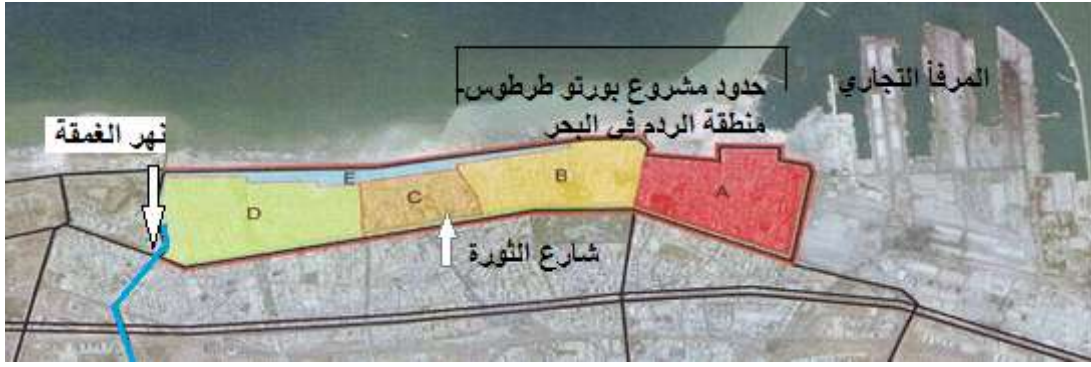 المرفأ التجاري
حدود مشروع بورتو طرطوس-
منطقة الردم في البحر
نهر الغمقة
A
B
C
D
E
شارع الثورة